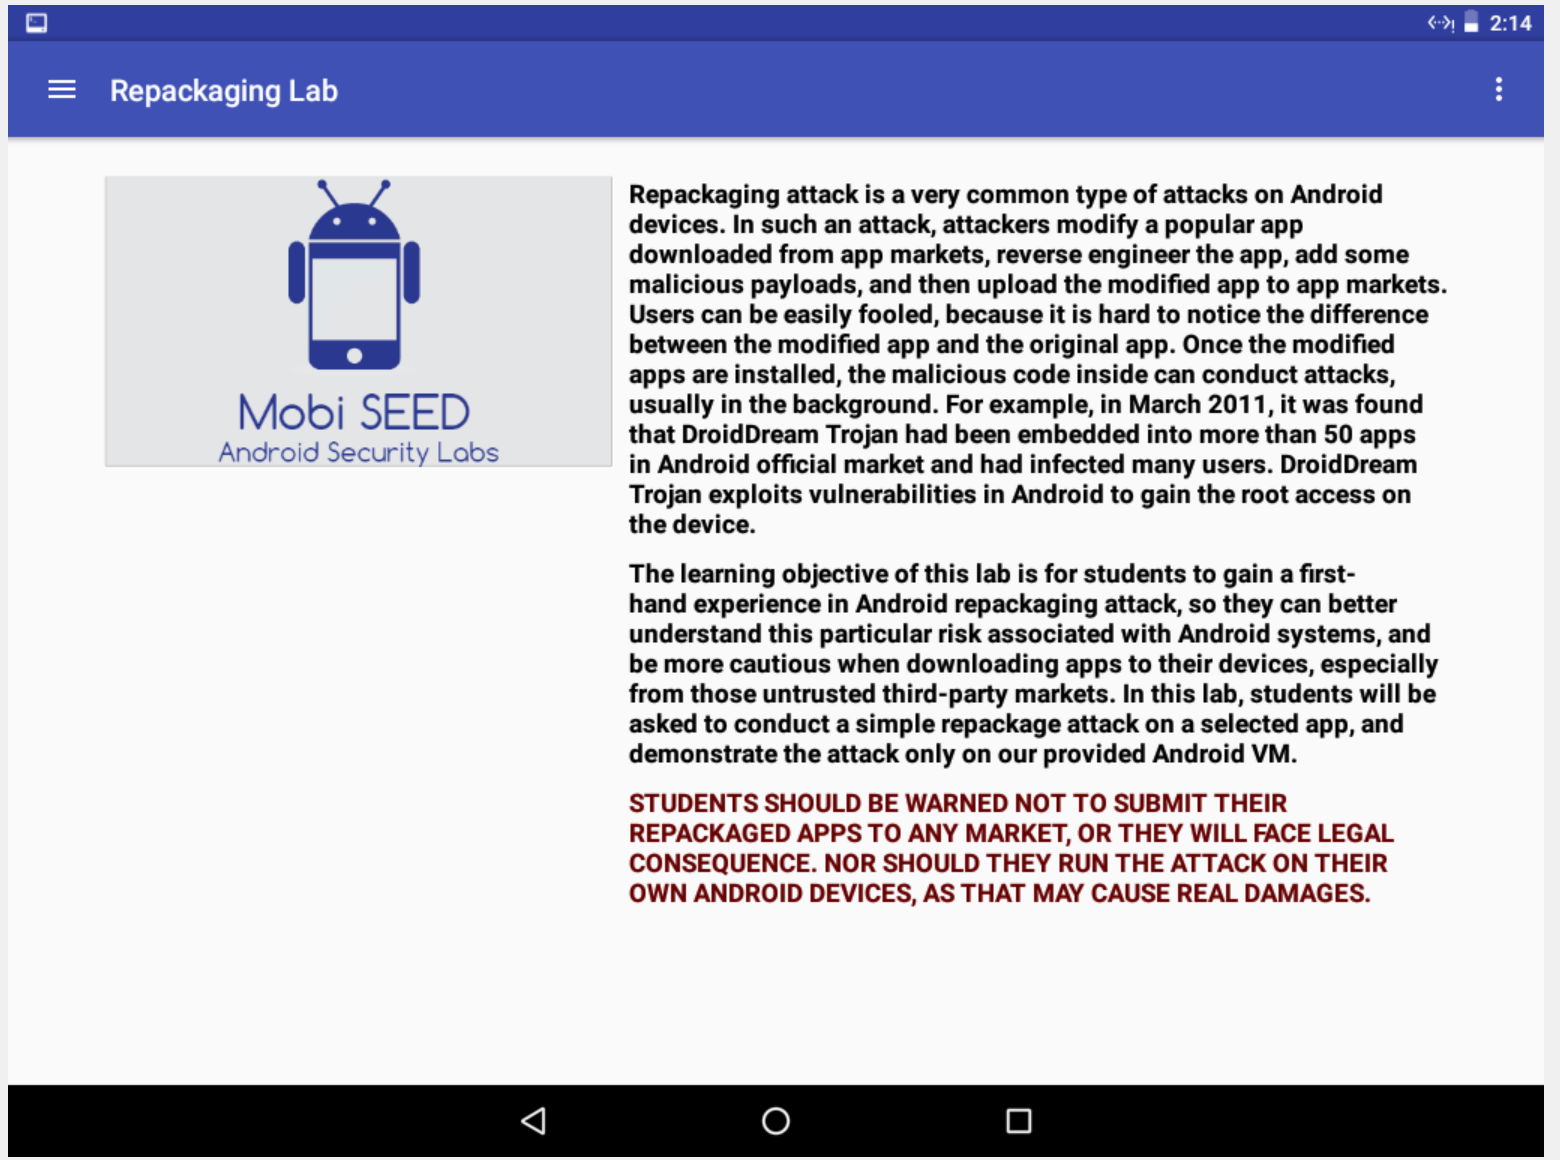 2:14
Repackaging Lab
Mobi SEED
Android Security Labs
Repackaging attack is a very common type of attacks on Android
devices. In such an attack, attackers modify a popular app
downloaded from app markets, reverse engineer the app, add some
malicious payloads, and then upload the modified app to app markets.
Users can be easily fooled, because it is hard to notice the difference
between the modified app and the original app. Once the modified
apps are installed, the malicious code inside can conduct attacks,
usually in the background. For example, in March 2011, it was found
that DroidDream Trojan had been embedded into more than 50 apps
in Android official market and had infected many users. DroidDream
Trojan exploits vulnerabilities in Android to gain the root access on
the device.
The learning objective of this lab is for students to gain a first-
hand experience in Android repackaging attack, so they can better
understand this particular risk associated with Android systems, and
be more cautious when downloading apps to their devices, especially
from those untrusted third-party markets. In this lab, students will be
asked to conduct a simple repackage attack on a selected app, and
demonstrate the attack only on our provided Android VM.
STUDENTS SHOULD BE WARNED NOT TO SUBMIT THEIR
REPACKAGED APPS TO ANY MARKET, OR THEY WILL FACE LEGAL
CONSEQUENCE. NOR SHOULD THEY RUN THE ATTACK ON THEIR
OWN ANDROID DEVICES, AS THAT MAY CAUSE REAL DAMAGES.